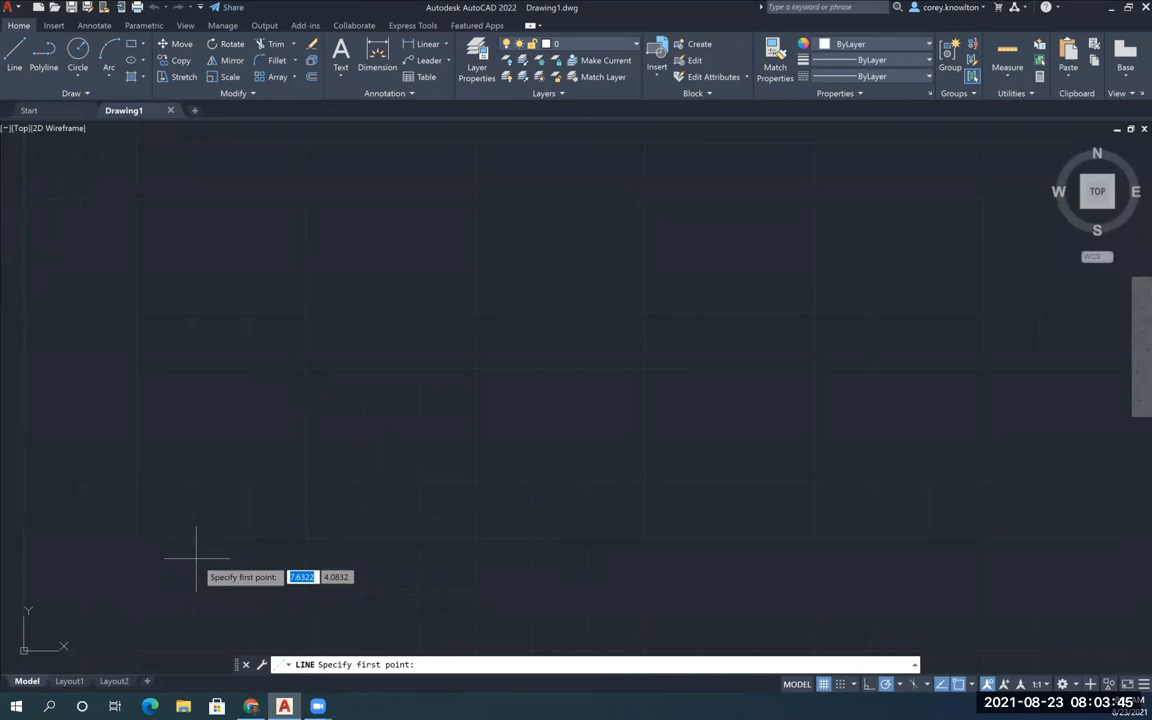 Share
Autodesk AutoCAD 2022 Drawing1.dwg
Type a keyword or phrase
corey.knowlton
Home Insert Annotate Parametric View Manage Output Add-ins Collaborate Express Tools Featured Apps
Line Polyline Circle Arc
Move Rotate Trim
Copy Mirror Fillet
Stretch Scale Array
Text Dimension
Linear
Leader
Table
Layer Properties
0
Make Current
Match Layer
Insert
Create
Edit
Edit Attributes
Match Properties
ByLayer
ByLayer
ByLayer
Group Measure Paste Base
Draw Modify Annotation Layers Block Properties Groups Utilities Clipboard View
Start Drawing1
[−][Top][2D Wireframe]
N
W TOP E
S
WCS
Specify first point: 7.6322 4.0832
Y
X
LINE Specify first point:
Model Layout1 Layout2 +
MODEL 1:1
2021-08-23 08:03:45
8/23/2021